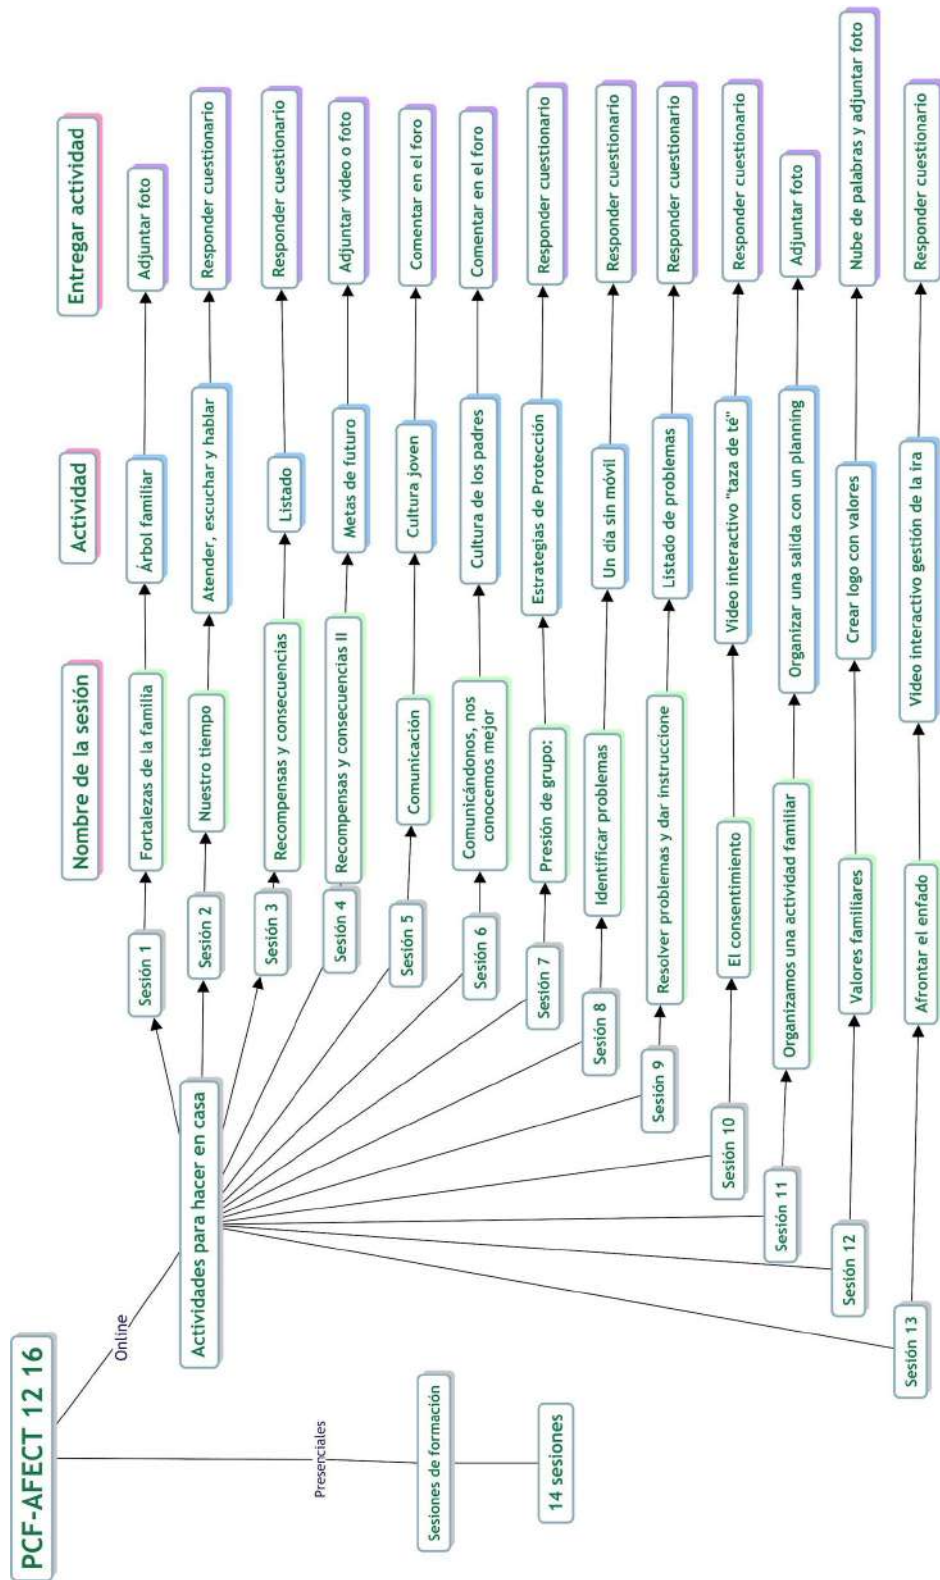 PCF-AFECT 12 16
Online
Presenciales
Sesiones de formación
14 sesiones
Actividades para hacer en casa
Nombre de la sesión
Actividad
Entregar actividad
Sesión 1
Fortalezas de la familia
Árbol familiar
Adjuntar foto
Sesión 2
Nuestro tiempo
Atender, escuchar y hablar
Responder cuestionario
Sesión 3
Recompensas y consecuencias
Listado
Responder cuestionario
Sesión 4
Recompensas y consecuencias II
Metas de futuro
Adjuntar video o foto
Sesión 5
Comunicación
Cultura joven
Comentar en el foro
Sesión 6
Comunicándonos, nos
conocemos mejor
Cultura de los padres
Comentar en el foro
Sesión 7
Presión de grupo:
Estrategias de Protección
Responder cuestionario
Sesión 8
Identificar problemas
Un día sin móvil
Responder cuestionario
Sesión 9
Resolver problemas y dar instruccione
Listado de problemas
Responder cuestionario
Sesión 10
El consentimiento
Video interactivo "taza de té"
Responder cuestionario
Sesión 11
Organizamos una actividad familiar
Organizar una salida con un planning
Adjuntar foto
Sesión 12
Valores familiares
Crear logo con valores
Nube de palabras y adjuntar foto
Sesión 13
Afrontar el enfado
Video interactivo gestión de la ira
Responder cuestionario